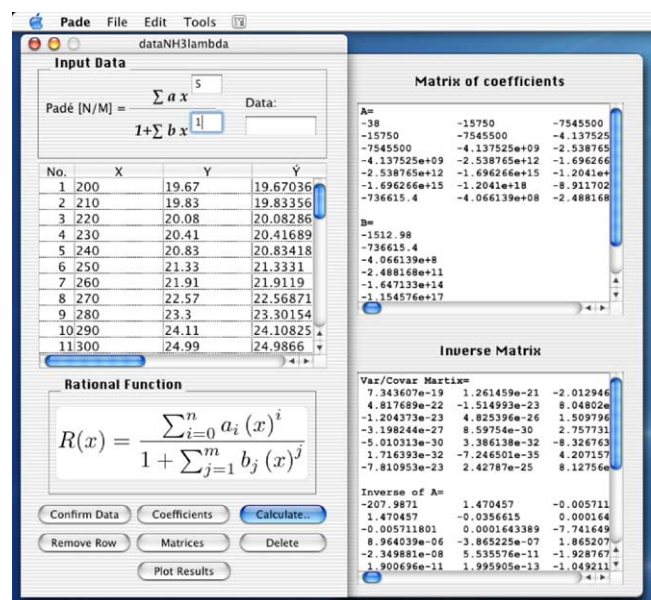 Pade File Edit Tools
dataNH3lambda
Input Data
Padé [N/M] = ∑ a x 5
1+∑ b x 1
Data:
No. X Y Ý
1 200 19.67 19.67036
2 210 19.83 19.83356
3 220 20.08 20.08286
4 230 20.41 20.41689
5 240 20.83 20.83418
6 250 21.33 21.3331
7 260 21.91 21.9119
8 270 22.57 22.56871
9 280 23.3 23.30154
10 290 24.11 24.10825
11 300 24.99 24.9866
Rational Function
R(x) = ∑ⁿᵢ₌₀ aᵢ (x)ⁱ / 1 + ∑ᵐⱼ₌₁ bⱼ (x)ʲ
Confirm Data Coefficients Calculate..
Remove Row Matrices Delete
Plot Results
Matrix of coefficients
A=
-38 -15750 -7545500
-15750 -7545500 -4.137525
-7545500 -4.137525e+09 -2.538765
-4.137525e+09 -2.538765e+12 -1.696266
-2.538765e+12 -1.696266e+15 -1.2041e+
-1.696266e+15 -1.2041e+18 -8.911702
-736615.4 -4.066139e+08 -2.488168
B=
-1512.98
-736615.4
-4.066139e+8
-2.488168e+11
-1.647133e+14
-1.154576e+17
Inverse Matrix
Var/Covar Martix=
7.343607e-19 1.261459e-21 -2.012946
4.817689e-22 -1.514993e-23 8.04802e
-1.204373e-23 4.825396e-26 1.509796
-3.198244e-27 8.59754e-30 2.757731
-5.010313e-30 3.386138e-32 -8.326763
1.716393e-32 -7.246501e-35 4.207157
-7.810953e-23 2.42787e-25 8.12756e
Inverse of A=
-207.9871 1.470457 -0.005711
1.470457 -0.0356615 0.000164
-0.005711801 0.0001643389 -7.741649
8.964039e-06 -3.865225e-07 1.865207
-2.349881e-08 5.535576e-11 -1.928767
1.900696e-11 1.995905e-13 -1.049211